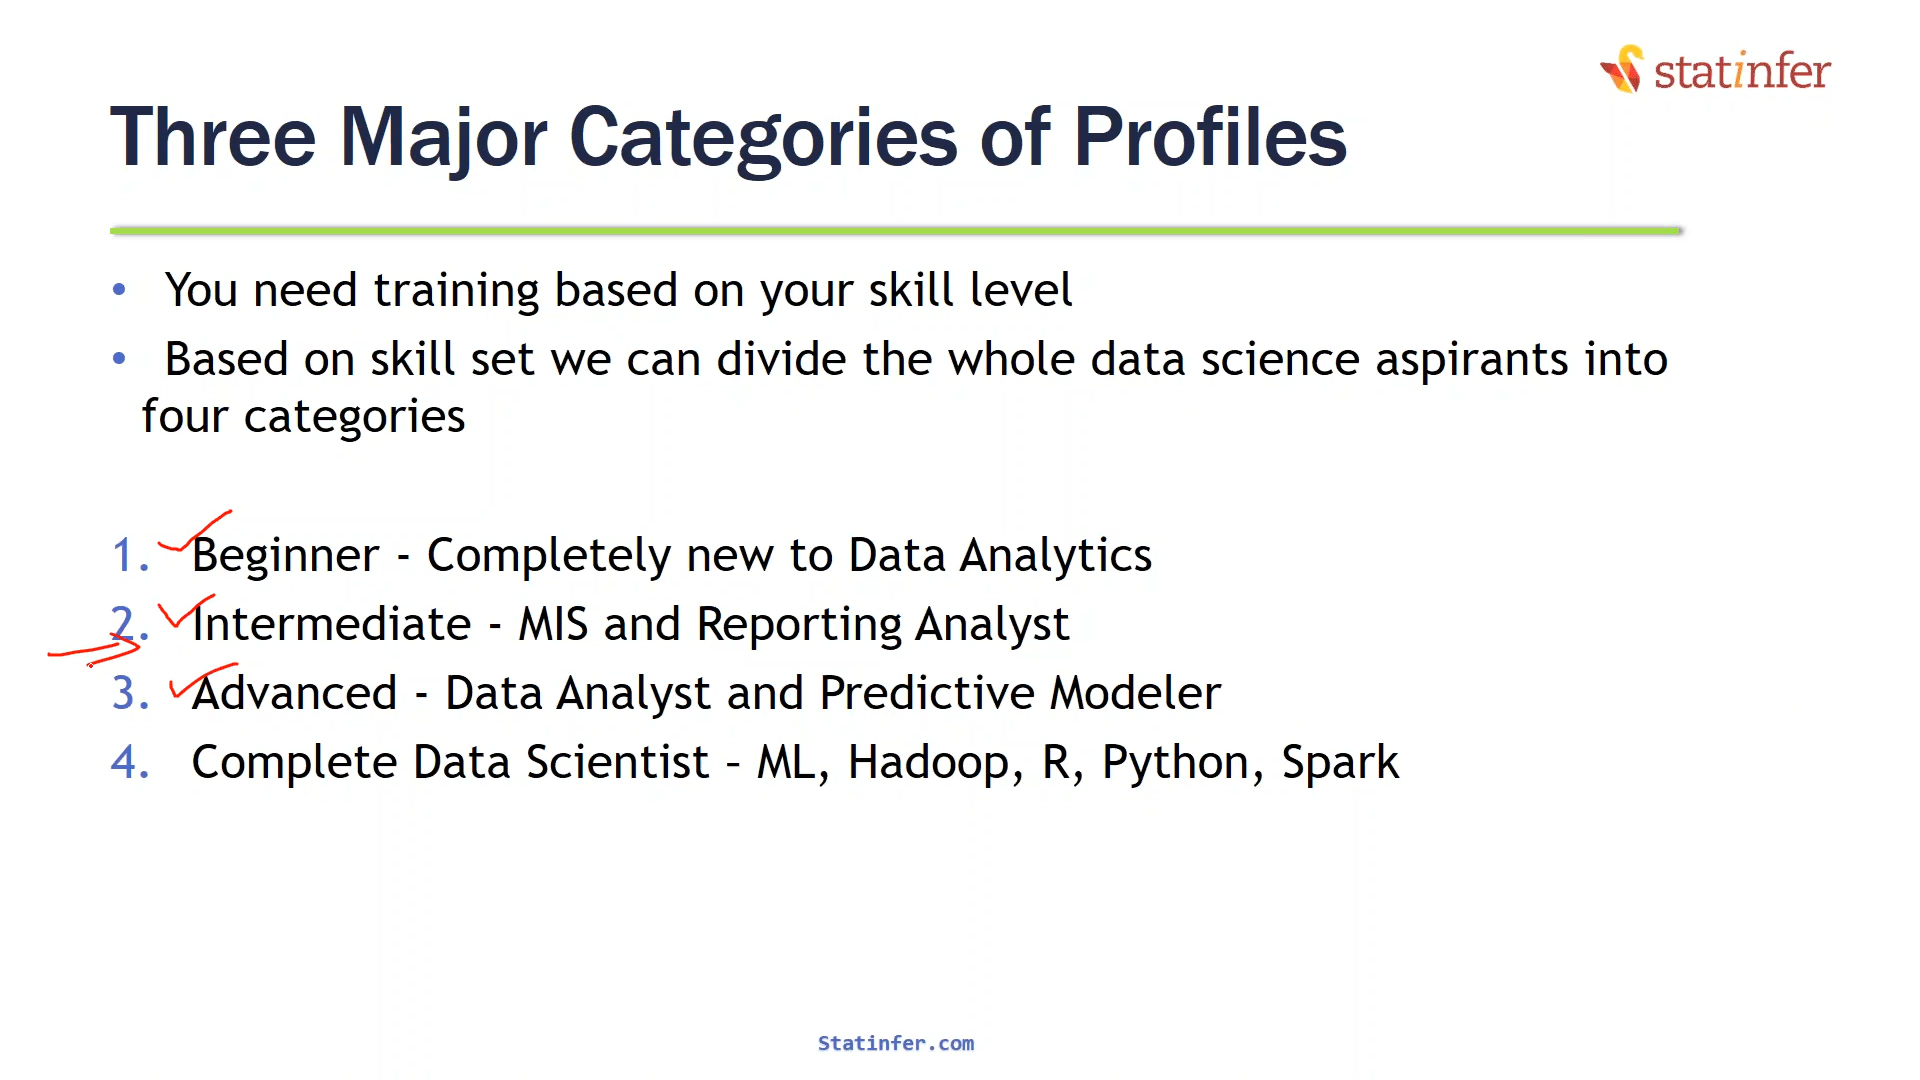 statinfer
Three Major Categories of Profiles
• You need training based on your skill level
• Based on skill set we can divide the whole data science aspirants into
four categories
1. Beginner - Completely new to Data Analytics
2. Intermediate - MIS and Reporting Analyst
3. Advanced - Data Analyst and Predictive Modeler
4. Complete Data Scientist – ML, Hadoop, R, Python, Spark
Statinfer.com